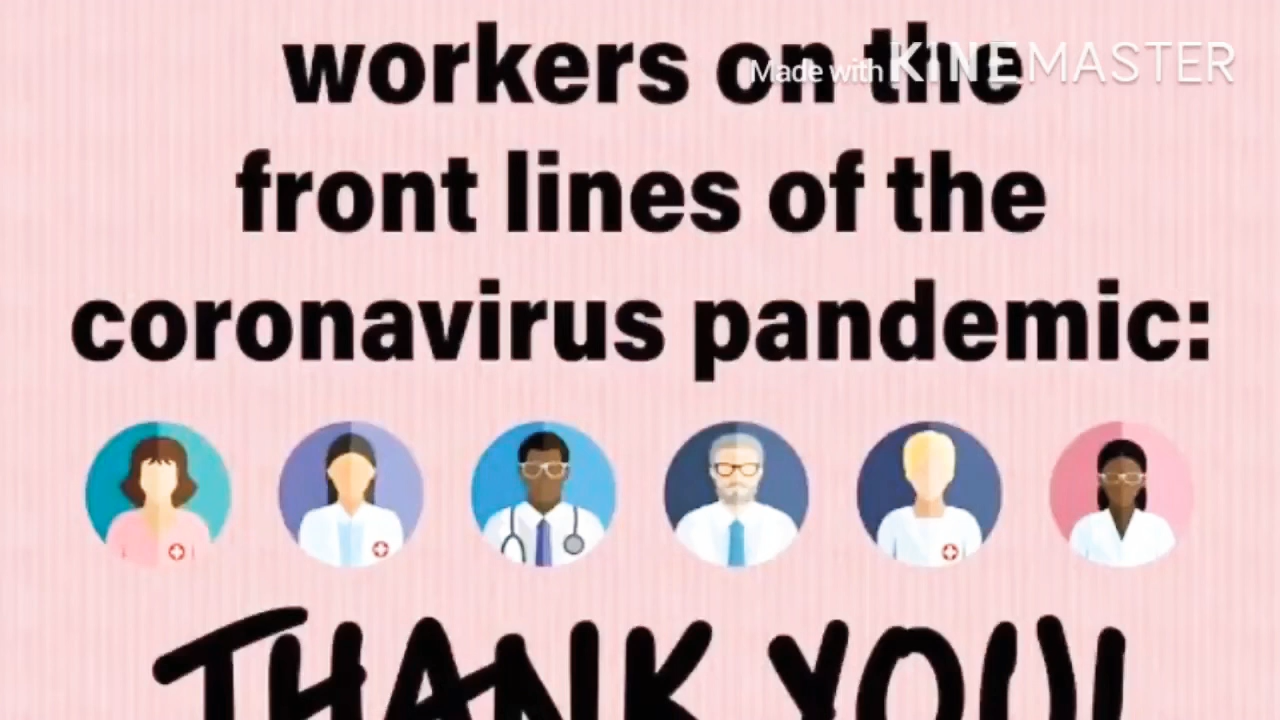 workers on the
Made with KINEMASTER
front lines of the
coronavirus pandemic:
THANK YOU!